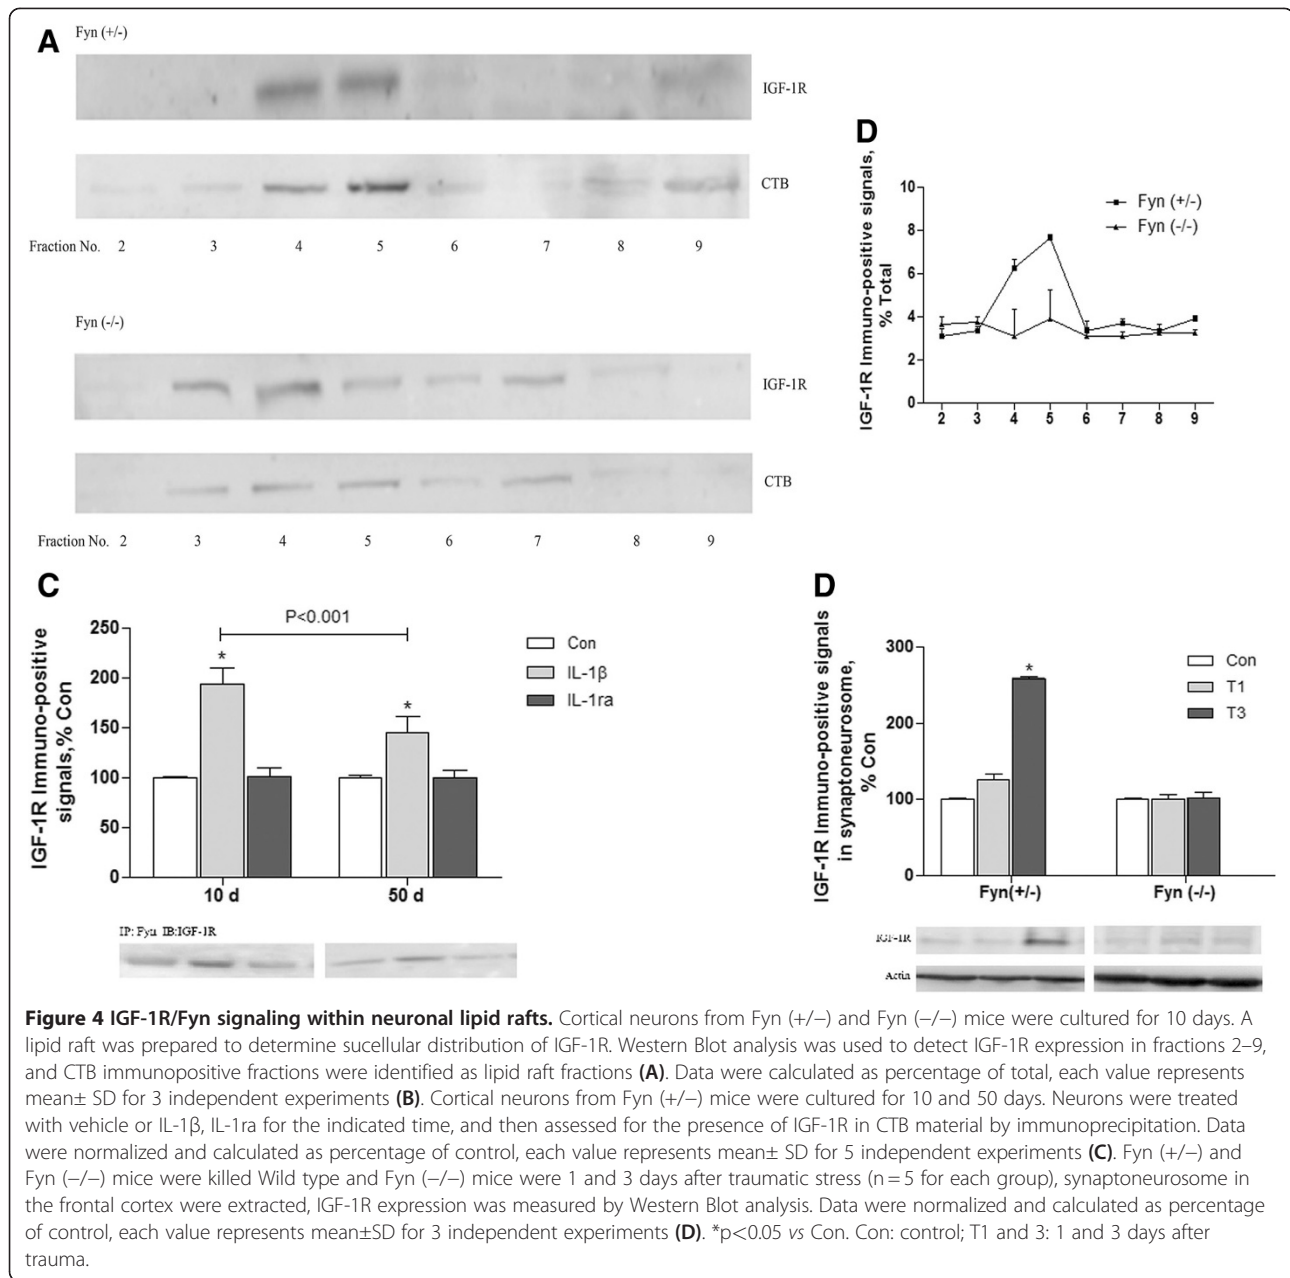 A
Fyn (+/-)
IGF-1R
CTB
Fraction No. 2 3 4 5 6 7 8 9
Fyn (-/-)
IGF-1R
CTB
Fraction No. 2 3 4 5 6 7 8 9
D
IGF-1R Immuno-positive signals,
% Total
10
8
6
4
2
0
Fyn (+/-)
Fyn (-/-)
2 3 4 5 6 7 8 9
C
IGF-1R Immuno-positive
signals,% Con
250
200
150
100
50
0
P<0.001
*
*
Con
IL-1β
IL-1ra
10 d 50 d
IP: Fyn IB:IGF-1R
D
IGF-1R Immuno-positive signals
in synaptoneurosome,
% Con
300
200
100
0
*
Con
T1
T3
Fyn(+/-) Fyn (-/-)
IGF-1R
Actin
Figure 4 IGF-1R/Fyn signaling within neuronal lipid rafts. Cortical neurons from Fyn (+/−) and Fyn (−/−) mice were cultured for 10 days. A
lipid raft was prepared to determine sucellular distribution of IGF-1R. Western Blot analysis was used to detect IGF-1R expression in fractions 2–9,
and CTB immunopositive fractions were identified as lipid raft fractions (A). Data were calculated as percentage of total, each value represents
mean± SD for 3 independent experiments (B). Cortical neurons from Fyn (+/−) mice were cultured for 10 and 50 days. Neurons were treated
with vehicle or IL-1β, IL-1ra for the indicated time, and then assessed for the presence of IGF-1R in CTB material by immunoprecipitation. Data
were normalized and calculated as percentage of control, each value represents mean± SD for 5 independent experiments (C). Fyn (+/−) and
Fyn (−/−) mice were killed Wild type and Fyn (−/−) mice were 1 and 3 days after traumatic stress (n = 5 for each group), synaptoneurosome in
the frontal cortex were extracted, IGF-1R expression was measured by Western Blot analysis. Data were normalized and calculated as percentage
of control, each value represents mean±SD for 3 independent experiments (D). *p<0.05 vs Con. Con: control; T1 and 3: 1 and 3 days after
trauma.